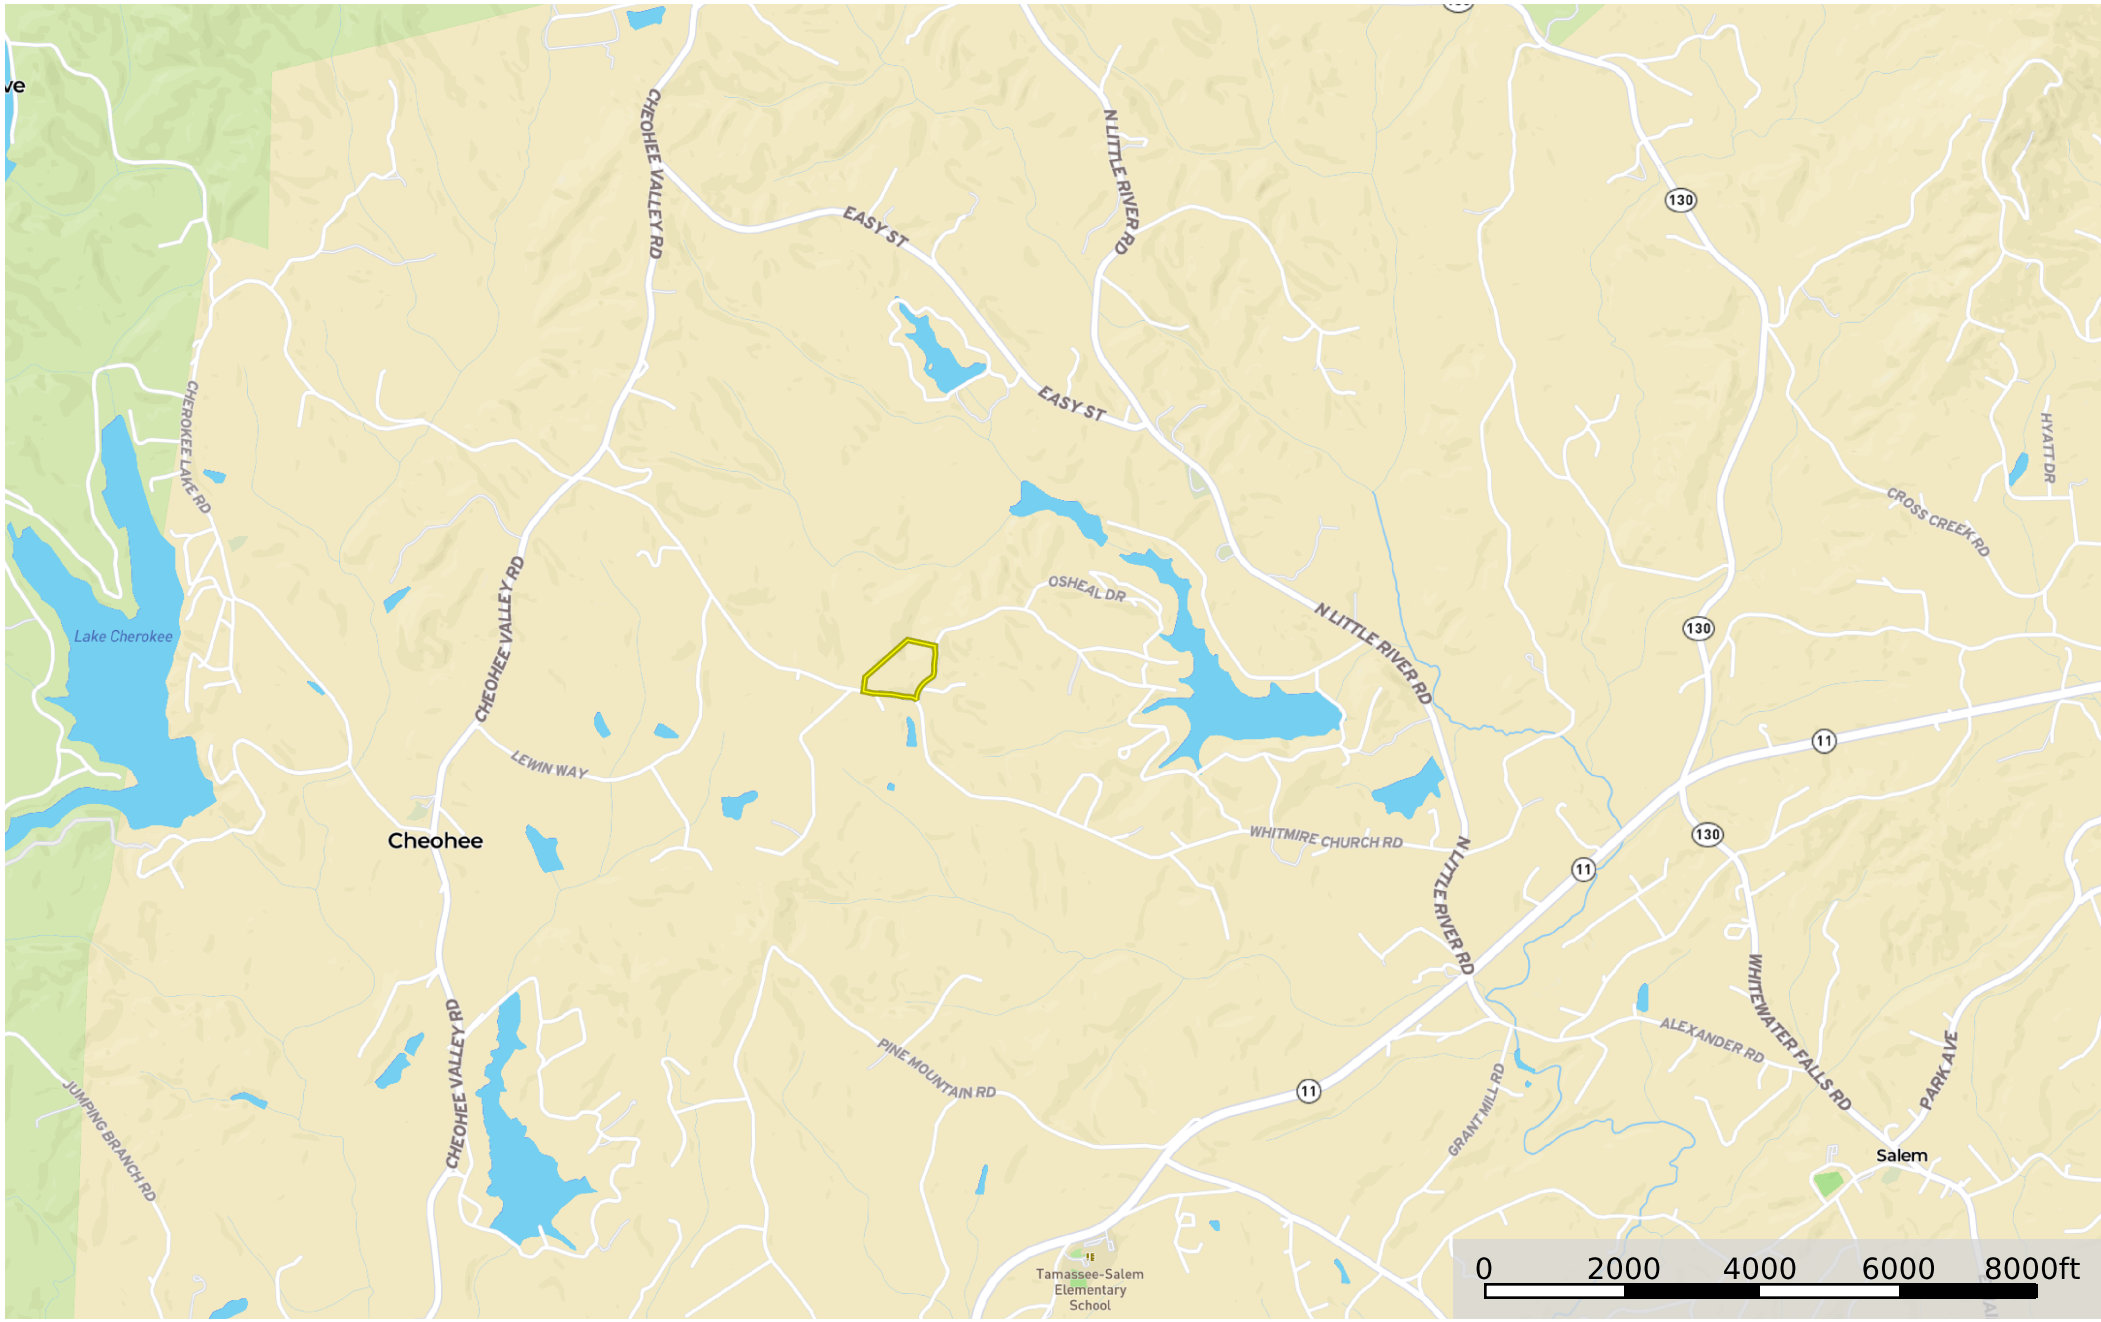 130
ve
CHEOHEE VALLEY RD
N LITTLE RIVER RD
130
EASY ST
CHEROKEE LAKE RD
EASY ST
HYATT DR
CROSS CREEK RD
CHEOHEE VALLEY RD
OSHEAL DR
N LITTLE RIVER RD
130
Lake Cherokee
11
LEWIN WAY
Cheohee
WHITMIRE CHURCH RD
130
11
N LITTLE RIVER RD
WHITEWATER FALLS RD
CHEOHEE VALLEY RD
PINE MOUNTAIN RD
ALEXANDER RD
PARK AVE
11
JUMPING BRANCH RD
GRANT MILL RD
Salem
Tamassee-Salem
Elementary
School
0 2000 4000 6000 8000ft